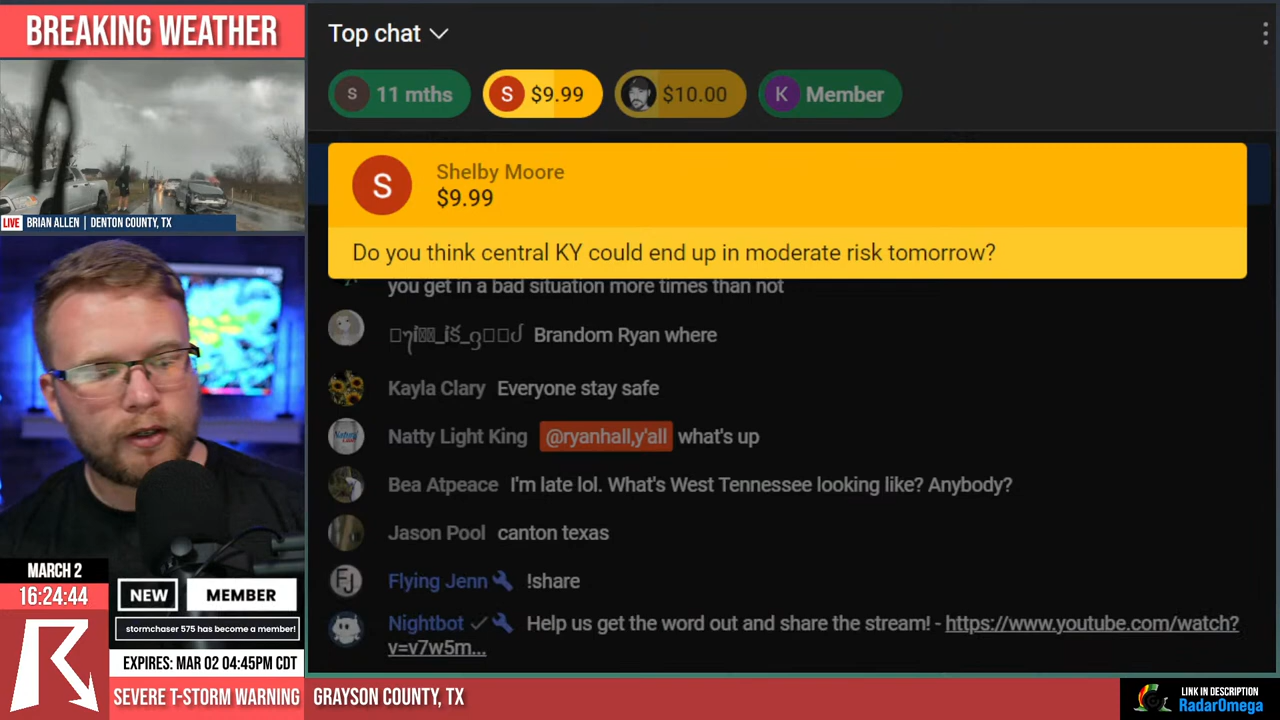 BREAKING WEATHER
LIVE BRIAN ALLEN | DENTON COUNTY, TX
Top chat
S 11 mths
S $9.99
$10.00
K Member
S Shelby Moore
$9.99
Do you think central KY could end up in moderate risk tomorrow?
you get in a bad situation more times than not
Brandom Ryan where
Kayla Clary Everyone stay safe
Natty Light King @ryanhall,y'all what's up
Bea Atpeace I'm late lol. What's West Tennessee looking like? Anybody?
Jason Pool canton texas
FJ Flying Jenn !share
Nightbot Help us get the word out and share the stream! - https://www.youtube.com/watch?
v=v7w5m...
MARCH 2
16:24:44
NEW MEMBER
stormchaser 575 has become a member!
EXPIRES: MAR 02 04:45PM CDT
SEVERE T-STORM WARNING GRAYSON COUNTY, TX
LINK IN DESCRIPTION
RadarOmega